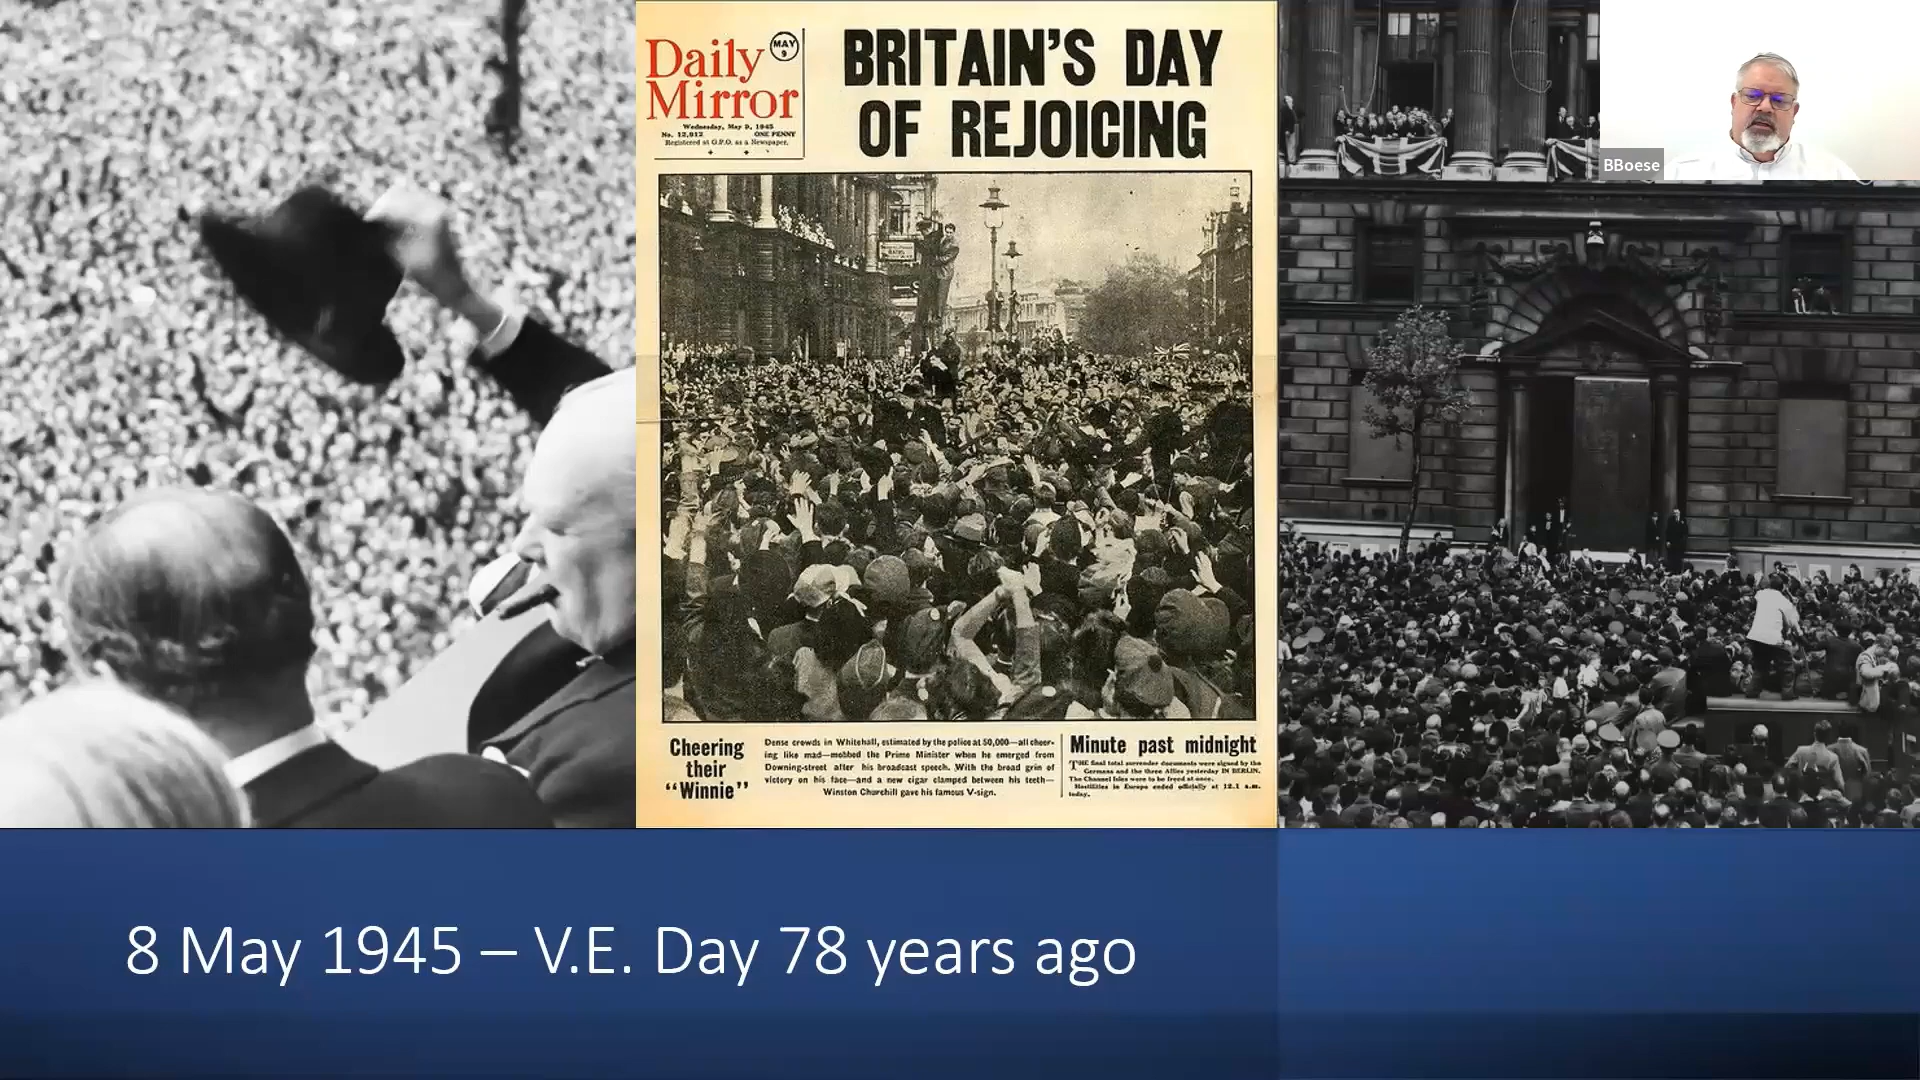 Daily
Mirror
MAY
9
Wednesday, May 9, 1945
No. 12,912 ONE PENNY
Registered at G.P.O. as a Newspaper.
BRITAIN'S DAY
OF REJOICING
BBoese
Cheering
their
"Winnie"
Dense crowds in Whitehall, estimated by the police at 50,000—all cheer-
ing like mad—mobbed the Prime Minister when he emerged from
Downing-street after his broadcast speech. With the broad grin of
victory on his face—and a new cigar clamped between his teeth—
Winston Churchill gave his famous V-sign.
Minute past midnight
THE final total surrender documents were signed by the
Germans and the three Allies yesterday IN BERLIN.
The Channel Isles were to be freed at once.
Hostilities in Europe ended officially at 12.1 a.m.
today.
8 May 1945 – V.E. Day 78 years ago